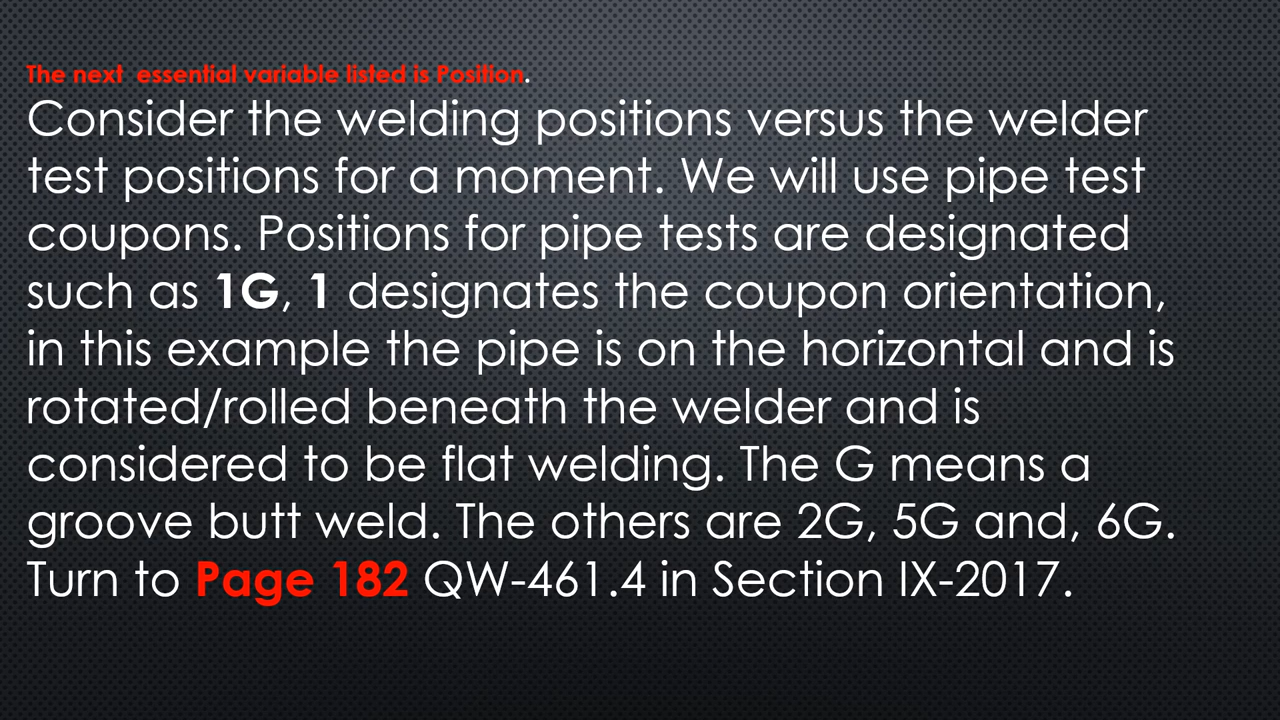 The next  essential variable listed is Position.
Consider the welding positions versus the welder
test positions for a moment. We will use pipe test
coupons. Positions for pipe tests are designated
such as 1G, 1 designates the coupon orientation,
in this example the pipe is on the horizontal and is
rotated/rolled beneath the welder and is
considered to be flat welding. The G means a
groove butt weld. The others are 2G, 5G and, 6G.
Turn to Page 182 QW-461.4 in Section IX-2017.